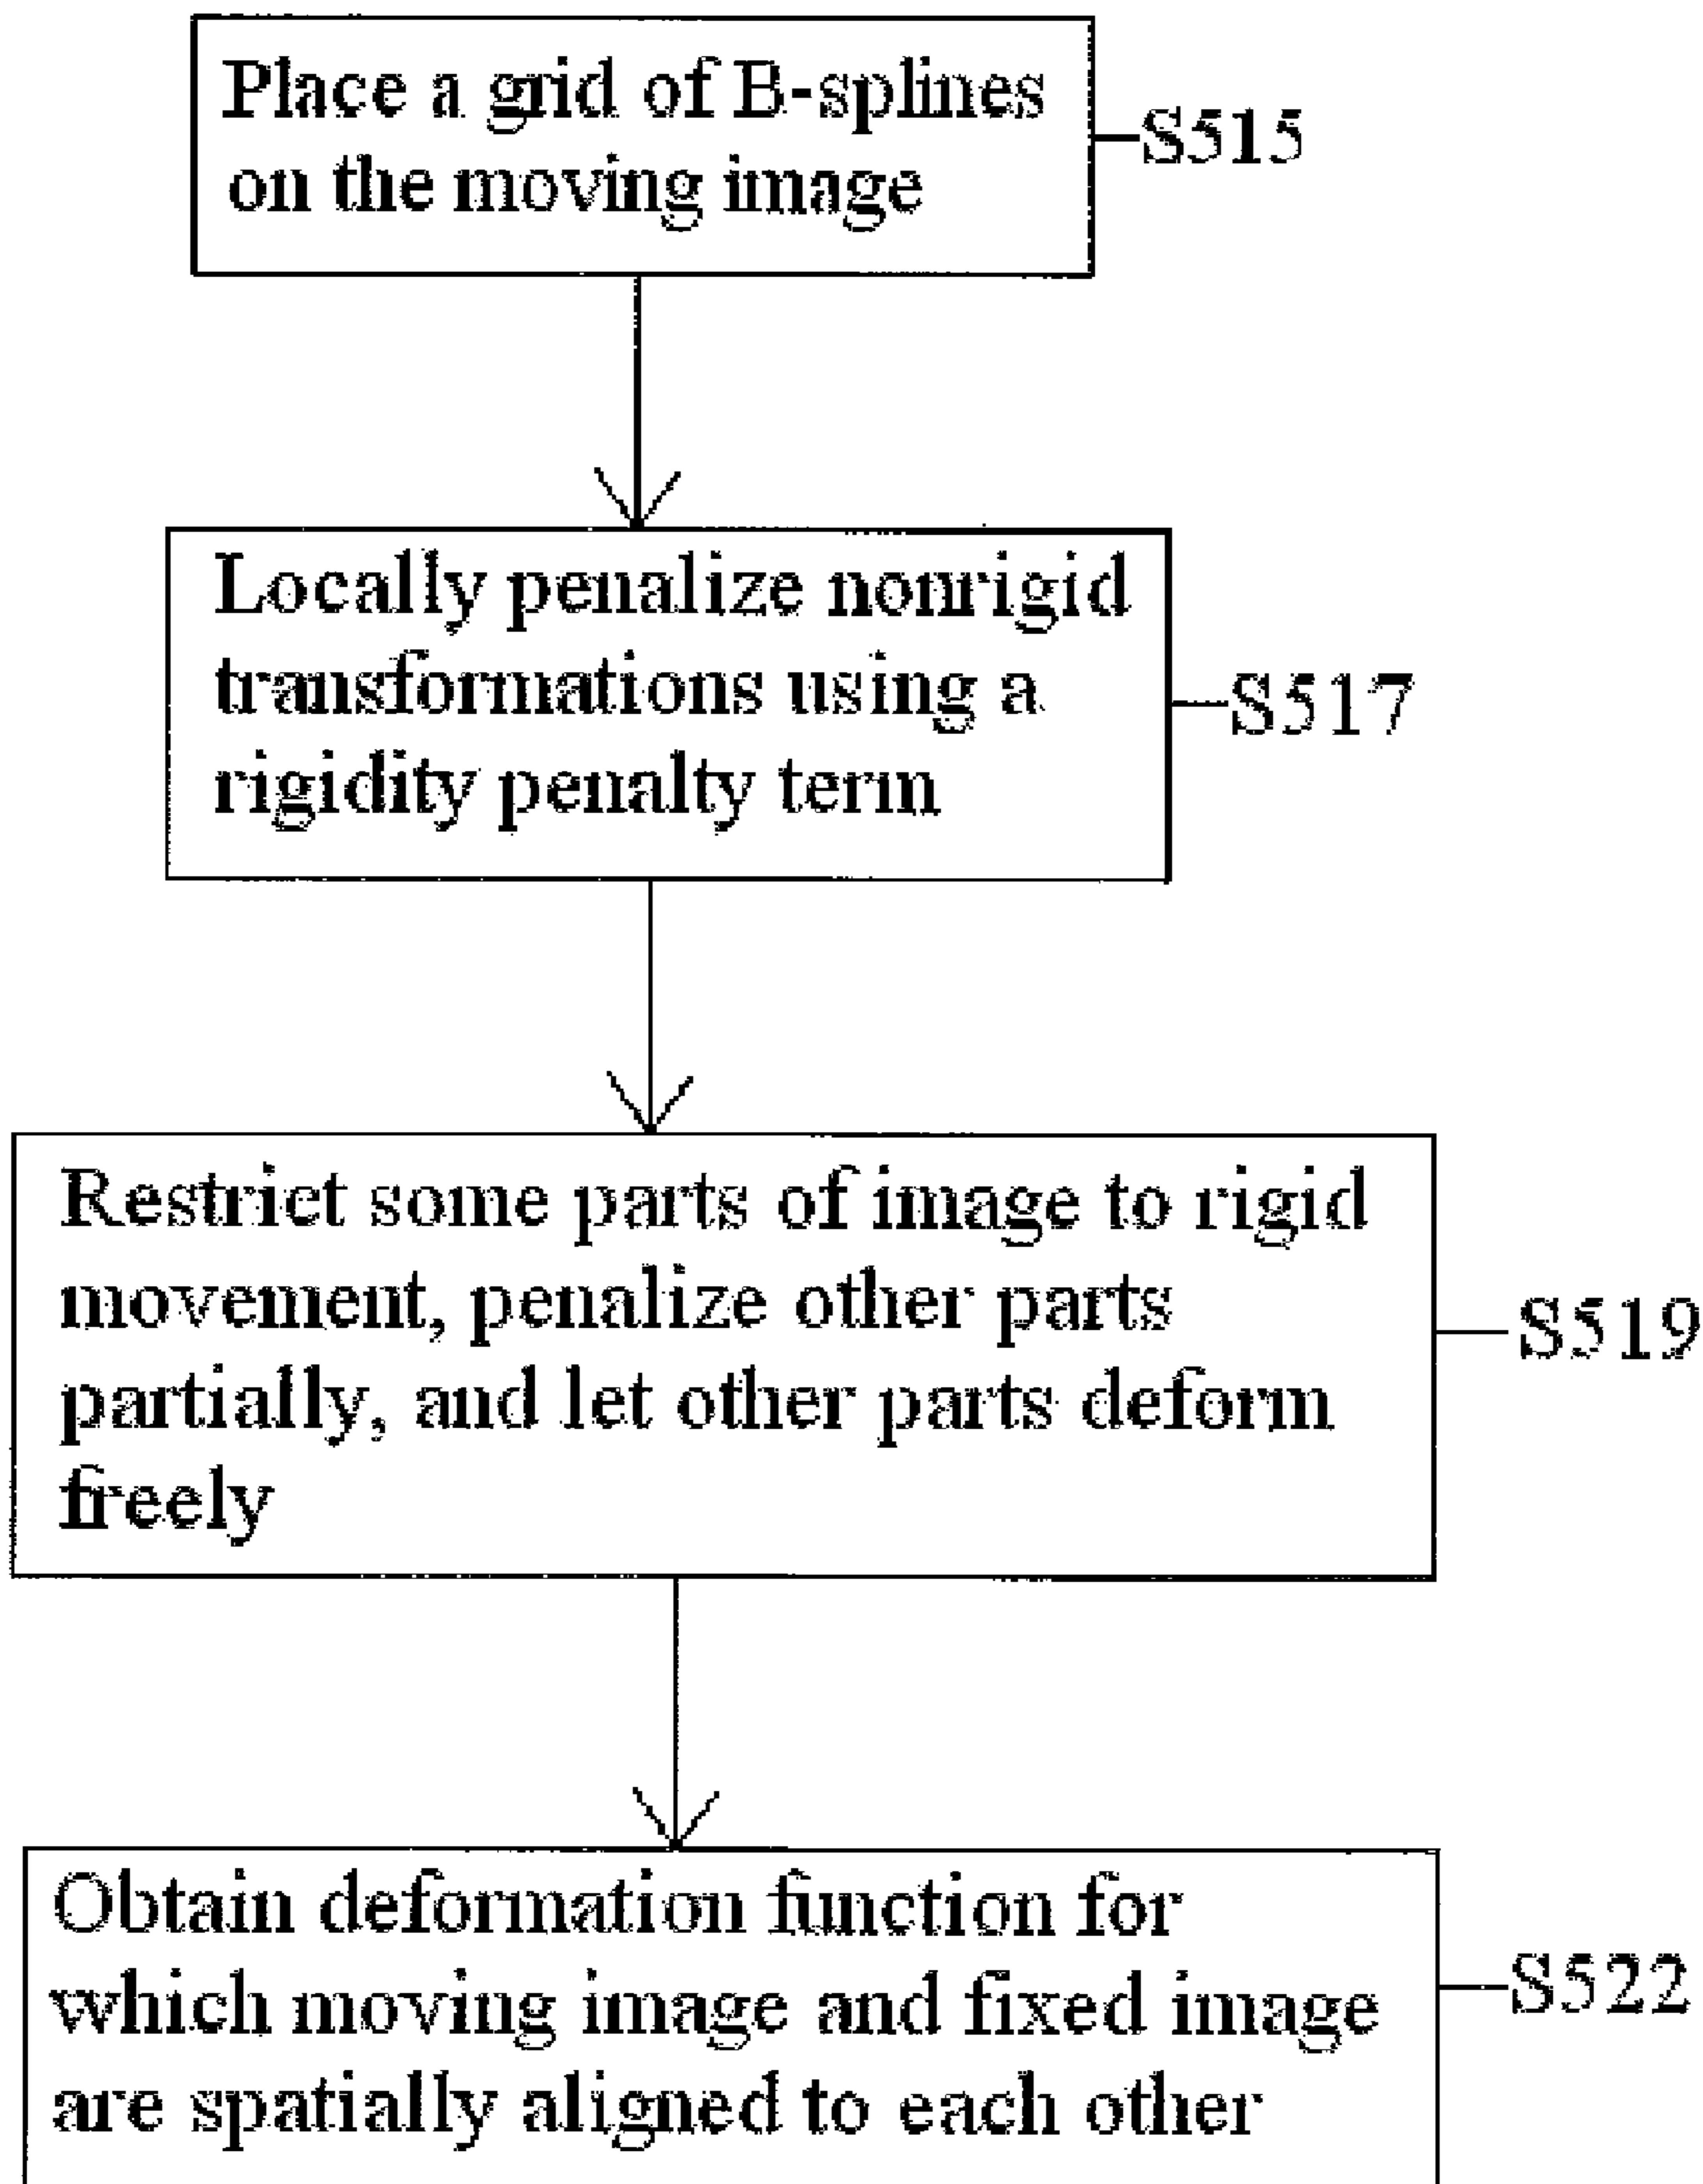 Place a grid of B-splines
on the moving image
S515
Locally penalize nonrigid
transformations using a
rigidity penalty term
S517
Restrict some parts of image to rigid
movement, penalize other parts
partially, and let other parts deform
freely
S519
Obtain deformation function for
which moving image and fixed image
are spatially aligned to each other
S522